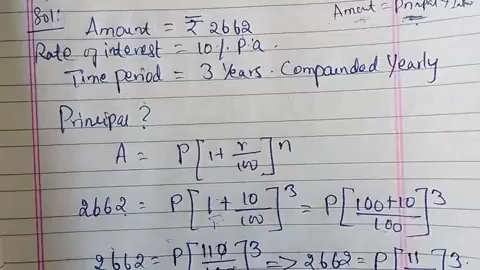 Sol:
Amount = ₹ 2662
Amount = Principal +
Rate of interest = 10% P.a.
Time period = 3 Years. Compounded Yearly
Principal ?
A = P[1 + r/100]n
2662 = P[1 + 10/100]3 = P[100+10/100]3
2662 = P[110/100]3 => 2662 = P[11 ]3.